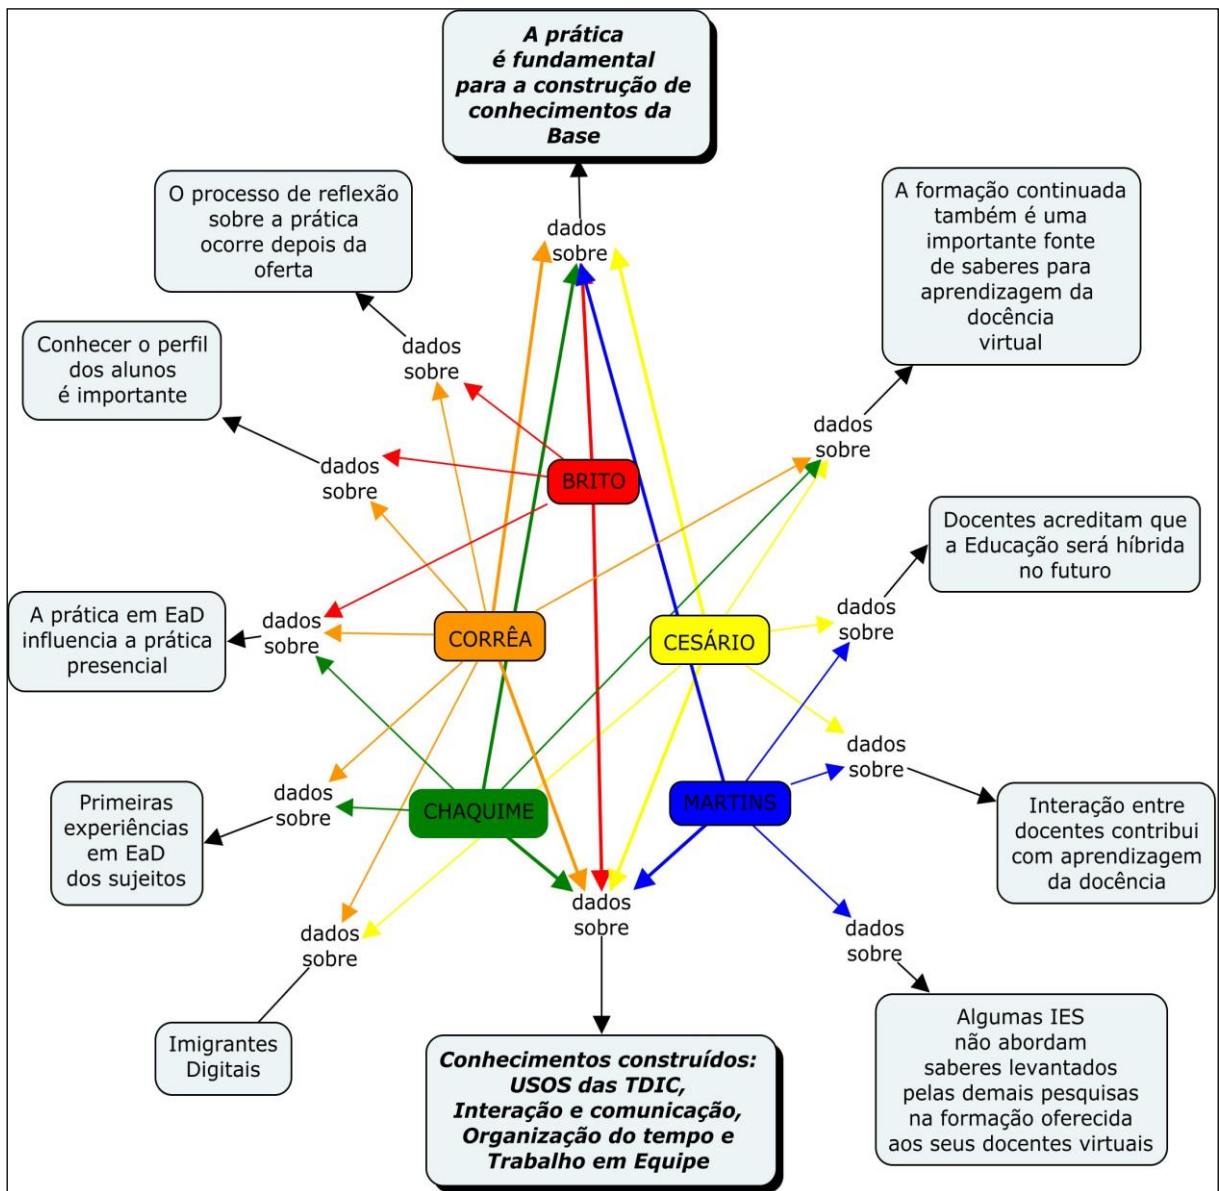 A prática
é fundamental
para a construção de
conhecimentos da
Base
O processo de reflexão
sobre a prática
ocorre depois da
oferta
dados
sobre
A formação continuada
também é uma
importante fonte
de saberes para
aprendizagem da
docência
virtual
Conhecer o perfil
dos alunos
é importante
dados
sobre
dados
sobre
dados
sobre
BRITO
Docentes acreditam que
a Educação será híbrida
no futuro
A prática em EaD
influencia a prática
presencial
dados
sobre
CORRÊA
CESÁRIO
dados
sobre
Primeiras
experiências
em EaD
dos sujeitos
dados
sobre
CHAQUIME
MARTINS
dados
sobre
Interação entre
docentes contribui
com aprendizagem
da docência
dados
sobre
dados
sobre
dados
sobre
Imigrantes
Digitais
Conhecimentos construídos:
USOS das TDIC,
Interação e comunicação,
Organização do tempo e
Trabalho em Equipe
Algumas IES
não abordam
saberes levantados
pelas demais pesquisas
na formação oferecida
aos seus docentes virtuais